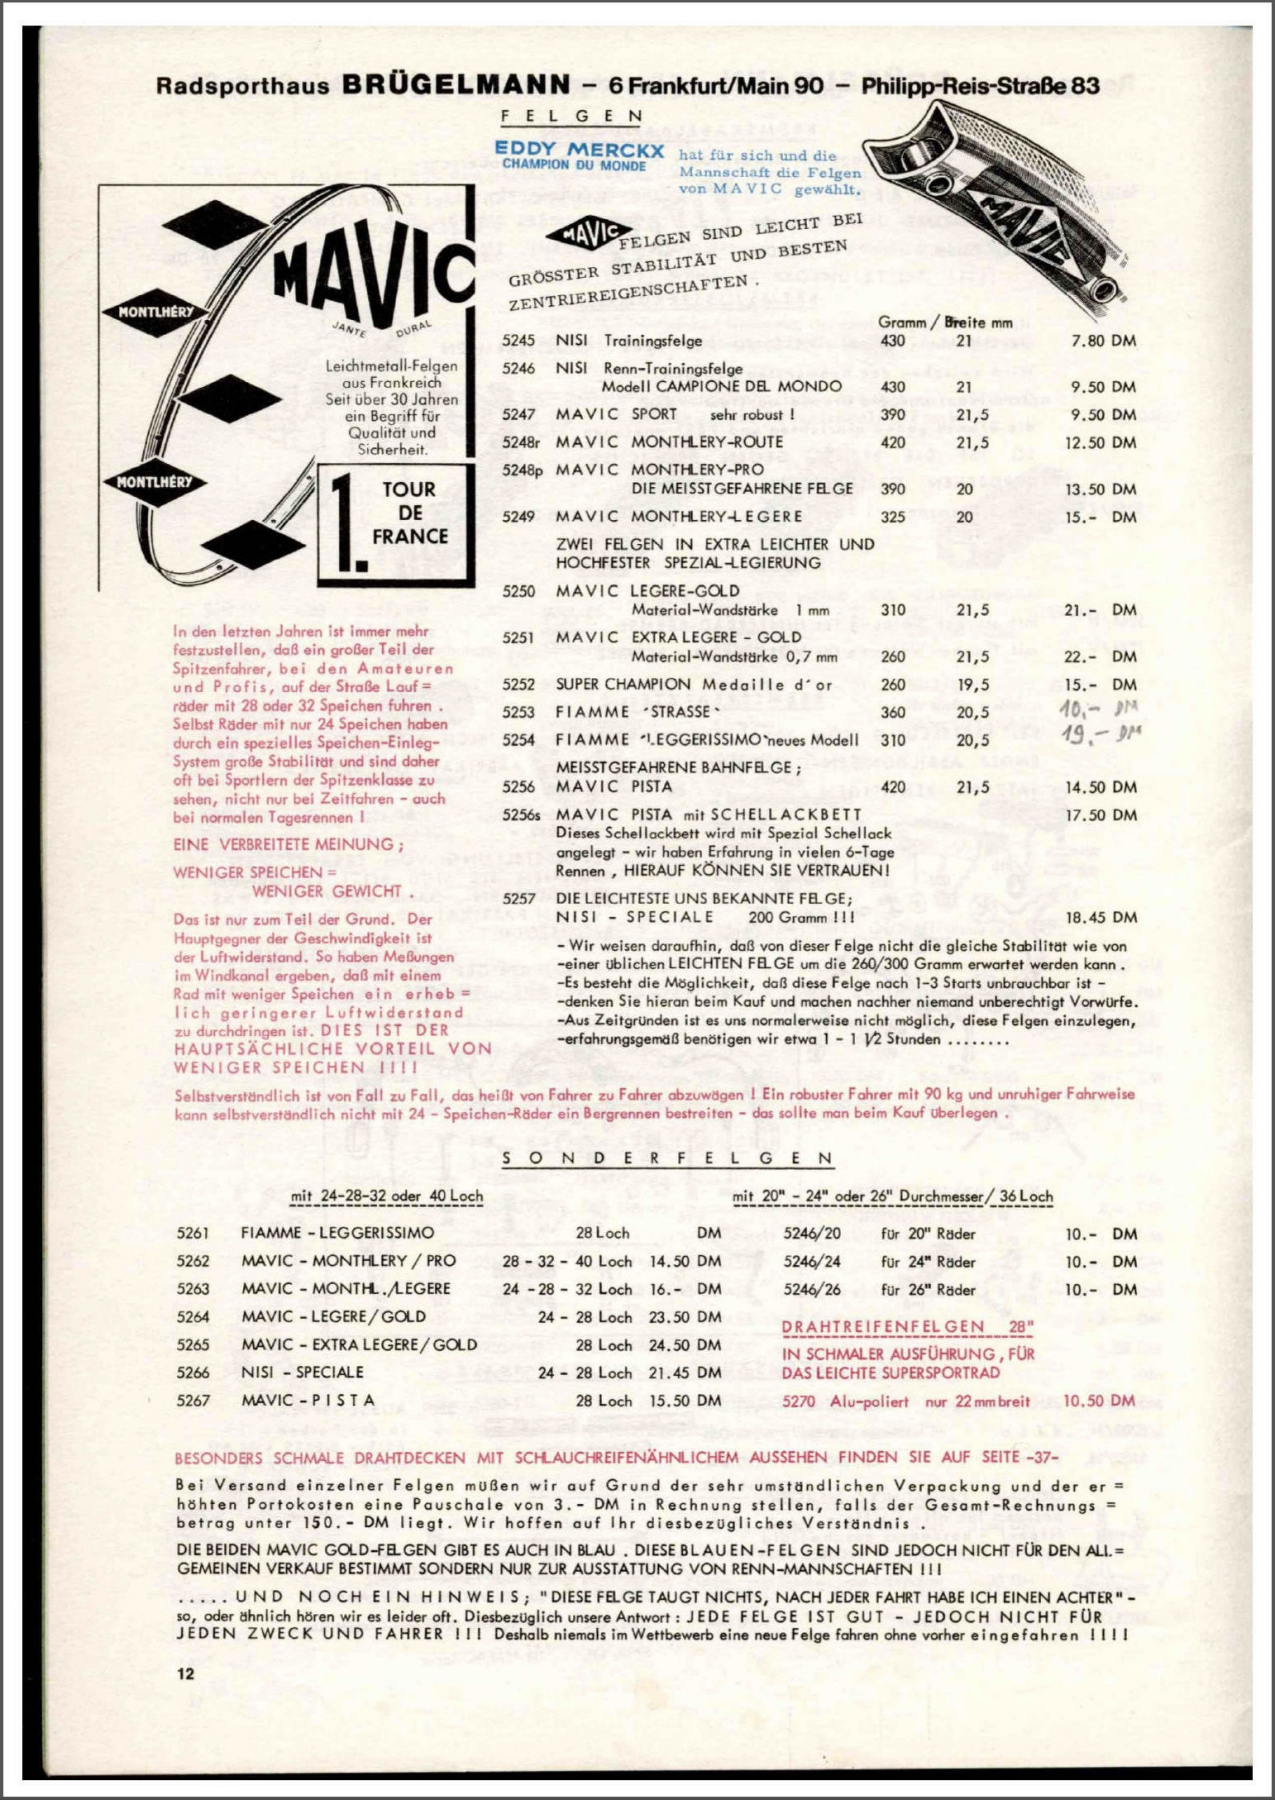 Radsporthaus BRÜGELMANN – 6 Frankfurt/Main 90 – Philipp-Reis-Straße 83
FELGEN
EDDY MERCKX
CHAMPION DU MONDE
hat für sich und die
Mannschaft die Felgen
von MAVIC gewählt.
MAVIC FELGEN SIND LEICHT BEI
GRÖSSTER STABILITÄT UND BESTEN
ZENTRIEREIGENSCHAFTEN .
MAVIC
MAVIC
JANTE DURAL
MONTLHÉRY
MONTLHÉRY
Leichtmetall-Felgen
aus Frankreich
Seit über 30 Jahren
ein Begriff für
Qualität und
Sicherheit.
1.
TOUR
DE
FRANCE
Gramm / Breite mm
5245 NISI Trainingsfelge 430 21 7.80 DM
5246 NISI Renn-Trainingsfelge
Modell CAMPIONE DEL MONDO 430 21 9.50 DM
5247 MAVIC SPORT sehr robust ! 390 21,5 9.50 DM
5248r MAVIC MONTHLERY-ROUTE 420 21,5 12.50 DM
5248p MAVIC MONTHLERY-PRO
DIE MEISSTGEFAHRENE FELGE 390 20 13.50 DM
5249 MAVIC MONTHLERY-LEGERE 325 20 15.- DM
ZWEI FELGEN IN EXTRA LEICHTER UND
HOCHFESTER SPEZIAL-LEGIERUNG
5250 MAVIC LEGERE-GOLD
Material-Wandstärke 1 mm 310 21,5 21.- DM
5251 MAVIC EXTRA LEGERE - GOLD
Material-Wandstärke 0,7 mm 260 21,5 22.- DM
5252 SUPER CHAMPION Medaille d´or 260 19,5 15.- DM
5253 FIAMME ´STRASSE` 360 20,5 10,- DM
5254 FIAMME "LEGGERISSIMO"neues Modell 310 20,5 19,- DM
MEISSTGEFAHRENE BAHNFELGE ;
5256 MAVIC PISTA 420 21,5 14.50 DM
5256s MAVIC PISTA mit SCHELLACKBETT 17.50 DM
Dieses Schellackbett wird mit Spezial Schellack
angelegt - wir haben Erfahrung in vielen 6-Tage
Rennen , HIERAUF KÖNNEN SIE VERTRAUEN!
5257 DIE LEICHTESTE UNS BEKANNTE FELGE;
NISI - SPECIALE 200 Gramm !!! 18.45 DM
- Wir weisen daraufhin, daß von dieser Felge nicht die gleiche Stabilität wie von
-einer üblichen LEICHTEN FELGE um die 260/300 Gramm erwartet werden kann .
-Es besteht die Möglichkeit, daß diese Felge nach 1-3 Starts unbrauchbar ist -
-denken Sie hieran beim Kauf und machen nachher niemand unberechtigt Vorwürfe.
-Aus Zeitgründen ist es uns normalerweise nicht möglich, diese Felgen einzulegen,
-erfahrungsgemäß benötigen wir etwa 1 - 1 1/2 Stunden ........
In den letzten Jahren ist immer mehr
festzustellen, daß ein großer Teil der
Spitzenfahrer, bei den Amateuren
und Profis, auf der Straße Lauf =
räder mit 28 oder 32 Speichen fuhren .
Selbst Räder mit nur 24 Speichen haben
durch ein spezielles Speichen-Einleg-
System große Stabilität und sind daher
oft bei Sportlern der Spitzenklasse zu
sehen, nicht nur bei Zeitfahren - auch
bei normalen Tagesrennen !
EINE VERBREITETE MEINUNG ;
WENIGER SPEICHEN =
WENIGER GEWICHT .
Das ist nur zum Teil der Grund. Der
Hauptgegner der Geschwindigkeit ist
der Luftwiderstand. So haben Meßungen
im Windkanal ergeben, daß mit einem
Rad mit weniger Speichen ein erheb =
lich geringerer Luftwiderstand
zu durchdringen ist. DIES IST DER
HAUPTSÄCHLICHE VORTEIL VON
WENIGER SPEICHEN !!!!
Selbstverständlich ist von Fall zu Fall, das heißt von Fahrer zu Fahrer abzuwägen ! Ein robuster Fahrer mit 90 kg und unruhiger Fahrweise
kann selbstverständlich nicht mit 24 - Speichen-Räder ein Bergrennen bestreiten - das sollte man beim Kauf überlegen .
SONDERFELGEN
mit 24-28-32 oder 40 Loch
5261 FIAMME - LEGGERISSIMO 28 Loch DM
5262 MAVIC - MONTHLERY / PRO 28 - 32 - 40 Loch 14.50 DM
5263 MAVIC - MONTHL./LEGERE 24 - 28 - 32 Loch 16.- DM
5264 MAVIC - LEGERE/GOLD 24 - 28 Loch 23.50 DM
5265 MAVIC - EXTRA LEGERE/GOLD 28 Loch 24.50 DM
5266 NISI - SPECIALE 24 - 28 Loch 21.45 DM
5267 MAVIC - PISTA 28 Loch 15.50 DM
mit 20" - 24" oder 26" Durchmesser/ 36 Loch
5246/20 für 20" Räder 10.- DM
5246/24 für 24" Räder 10.- DM
5246/26 für 26" Räder 10.- DM
DRAHTREIFENFELGEN 28"
IN SCHMALER AUSFÜHRUNG , FÜR
DAS LEICHTE SUPERSPORTRAD
5270 Alu-poliert nur 22 mm breit 10.50 DM
BESONDERS SCHMALE DRAHTDECKEN MIT SCHLAUCHREIFENÄHNLICHEM AUSSEHEN FINDEN SIE AUF SEITE -37-
Bei Versand einzelner Felgen müßen wir auf Grund der sehr umständlichen Verpackung und der er =
höhten Portokosten eine Pauschale von 3.- DM in Rechnung stellen, falls der Gesamt-Rechnungs =
betrag unter 150.- DM liegt. Wir hoffen auf Ihr diesbezügliches Verständnis .
DIE BEIDEN MAVIC GOLD-FELGEN GIBT ES AUCH IN BLAU . DIESE BLAUEN-FELGEN SIND JEDOCH NICHT FÜR DEN ALL=
GEMEINEN VERKAUF BESTIMMT SONDERN NUR ZUR AUSSTATTUNG VON RENN-MANNSCHAFTEN !!!
..... UND NOCH EIN HINWEIS ; "DIESE FELGE TAUGT NICHTS, NACH JEDER FAHRT HABE ICH EINEN ACHTER" -
so, oder ähnlich hören wir es leider oft. Diesbezüglich unsere Antwort : JEDE FELGE IST GUT - JEDOCH NICHT FÜR
JEDEN ZWECK UND FAHRER !!! Deshalb niemals im Wettbewerb eine neue Felge fahren ohne vorher eingefahren !!!!
12